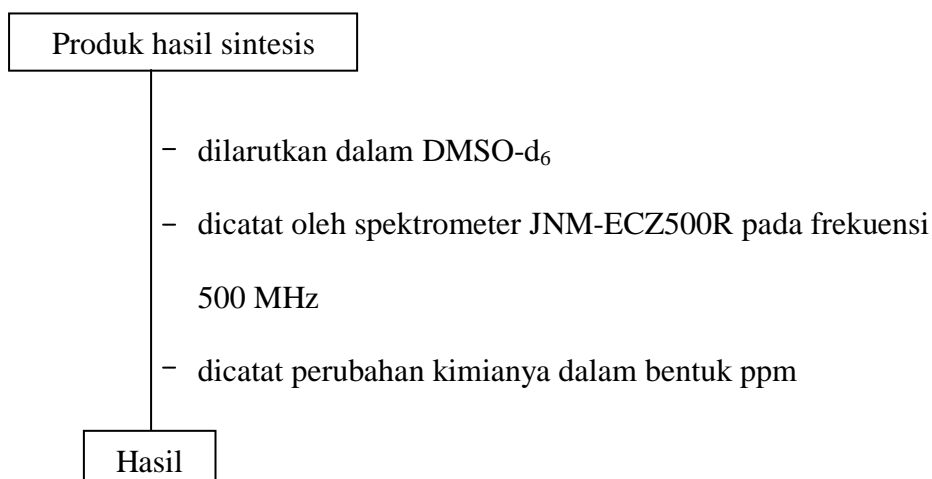 Produk hasil sintesis
- dilarutkan dalam DMSO-d₆
- dicatat oleh spektrometer JNM-ECZ500R pada frekuensi
500 MHz
- dicatat perubahan kimianya dalam bentuk ppm
Hasil